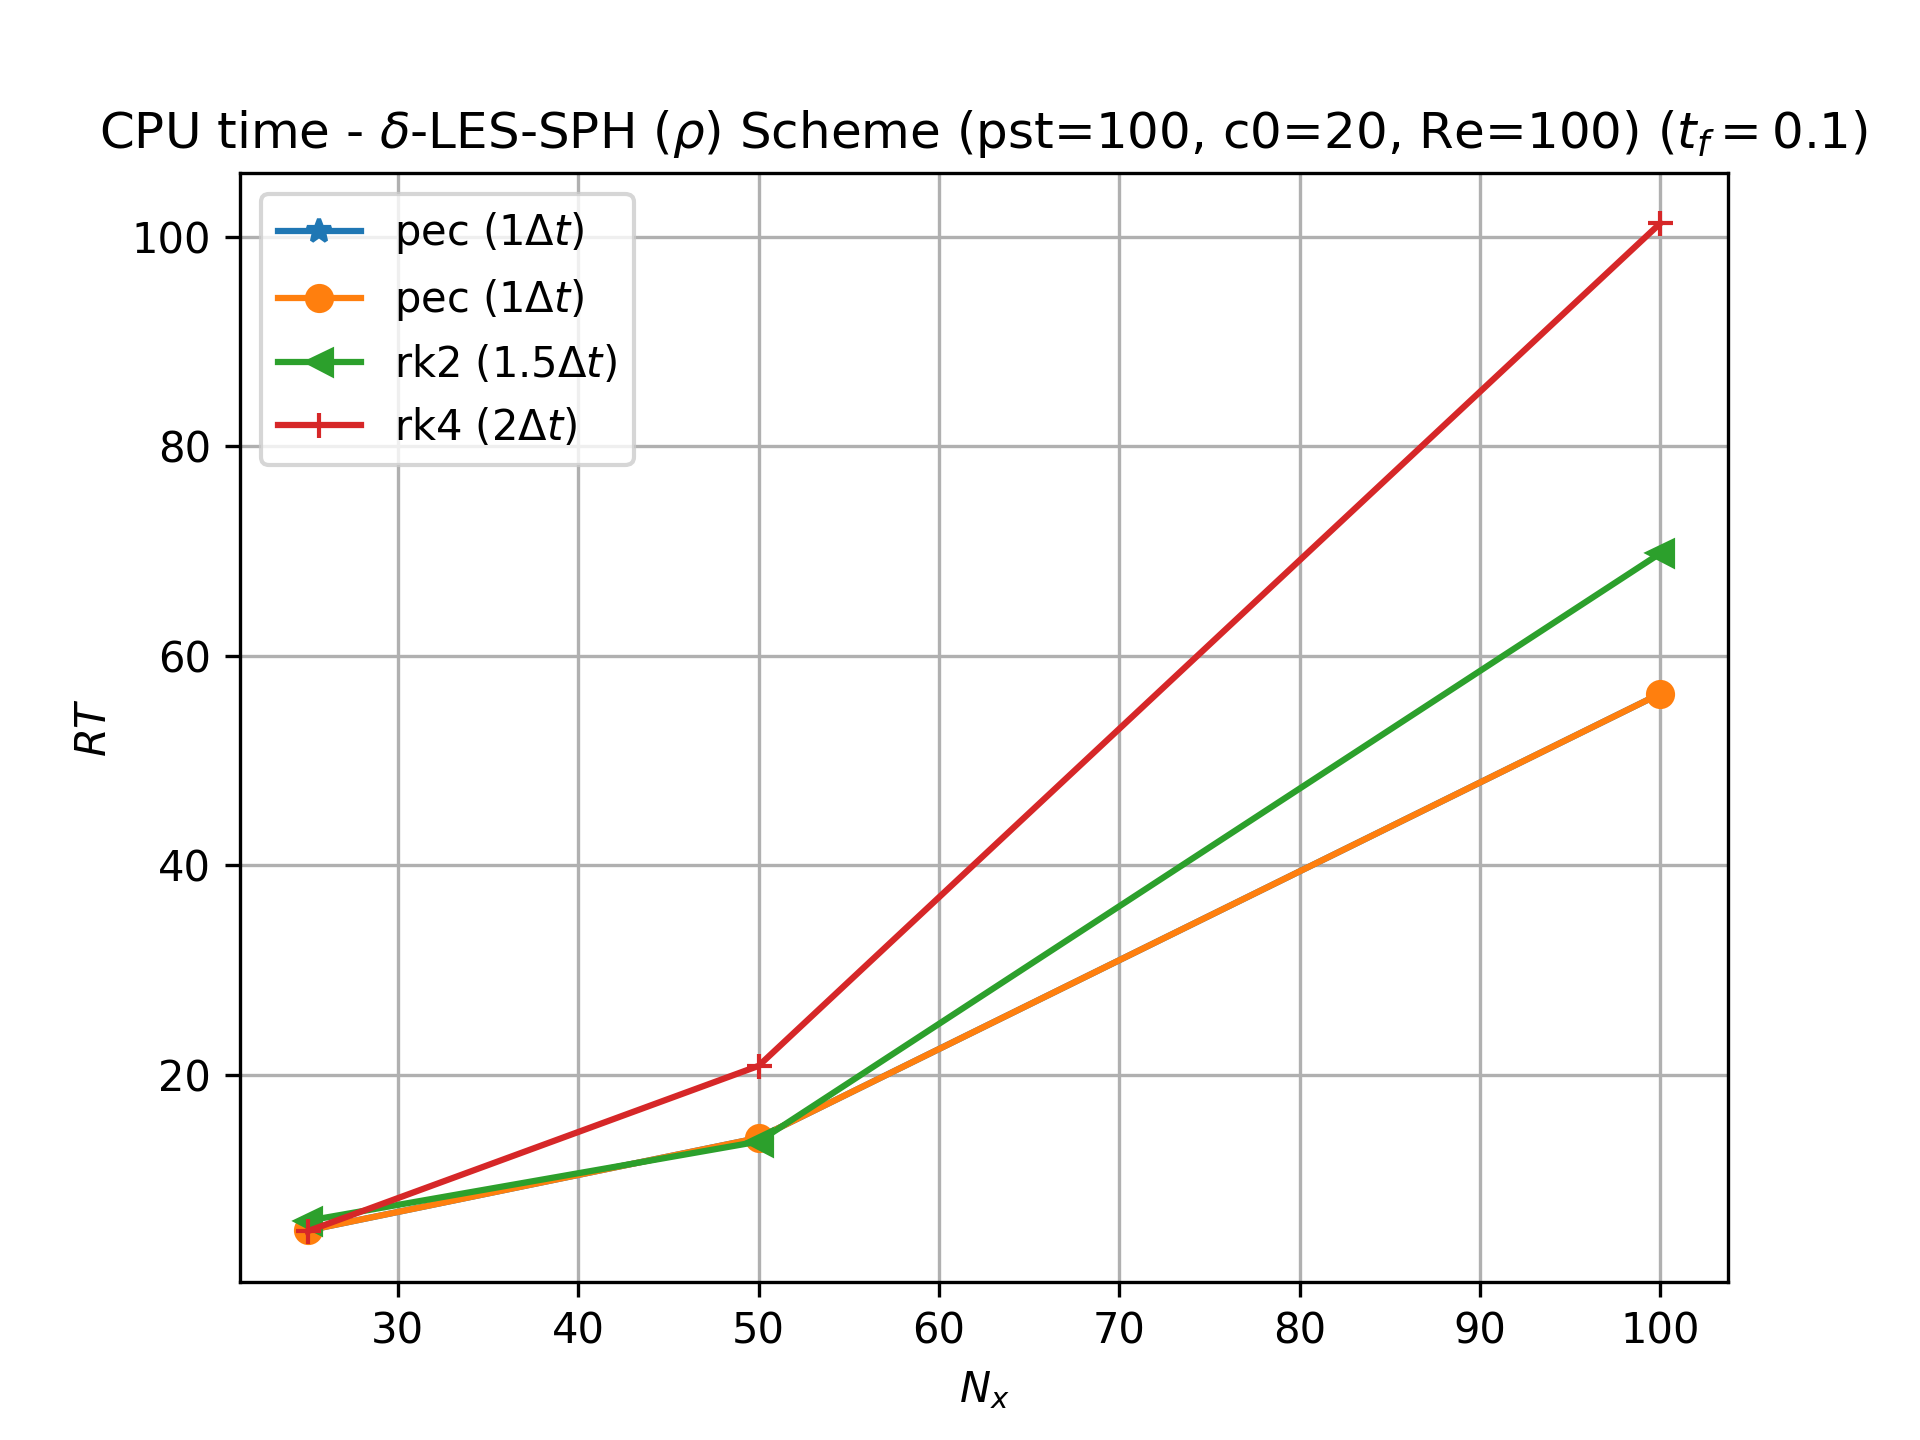 CPU time - δ-LES-SPH (ρ) Scheme (pst=100, c0=20, Re=100) (t_f = 0.1)
pec (1Δt)
pec (1Δt)
rk2 (1.5Δt)
rk4 (2Δt)
100
80
60
40
20
RT
30 40 50 60 70 80 90 100
N_x